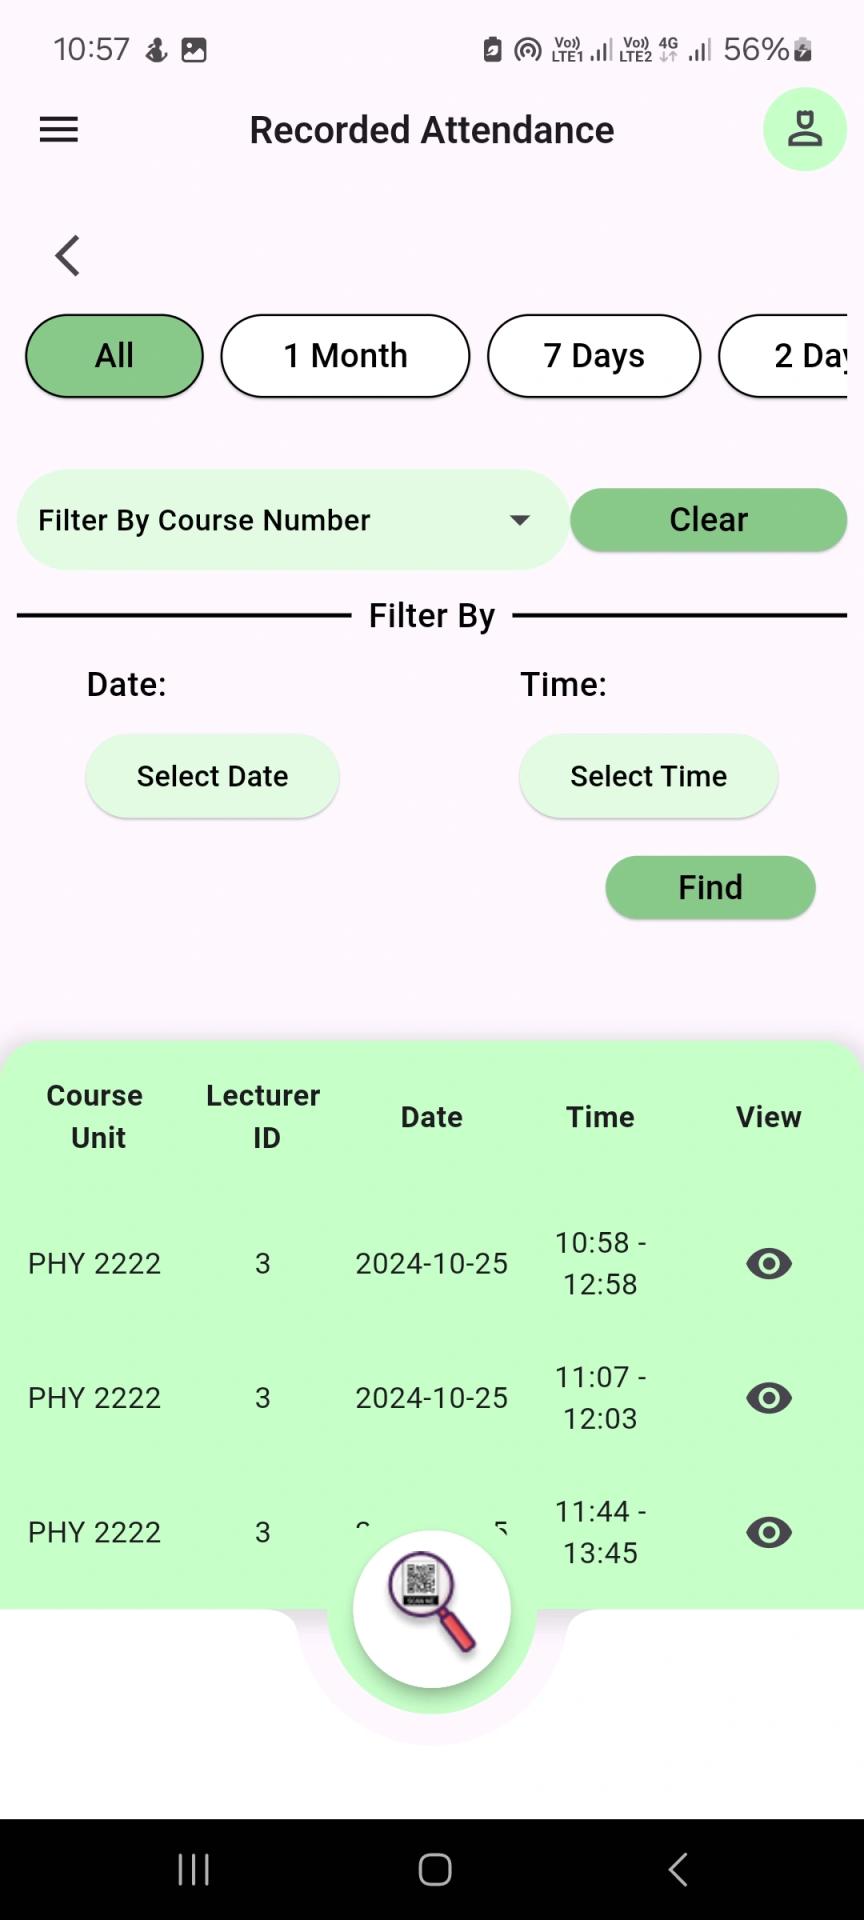 10:57 Vo)) LTE1 Vo)) LTE2 4G 56%
Recorded Attendance
All 1 Month 7 Days 2 Day
Filter By Course Number Clear
Filter By
Date: Time:
Select Date Select Time
Find
Course Unit Lecturer ID Date Time View
PHY 2222 3 2024-10-25 10:58 - 12:58
PHY 2222 3 2024-10-25 11:07 - 12:03
PHY 2222 3 11:44 - 13:45
SCAN ME